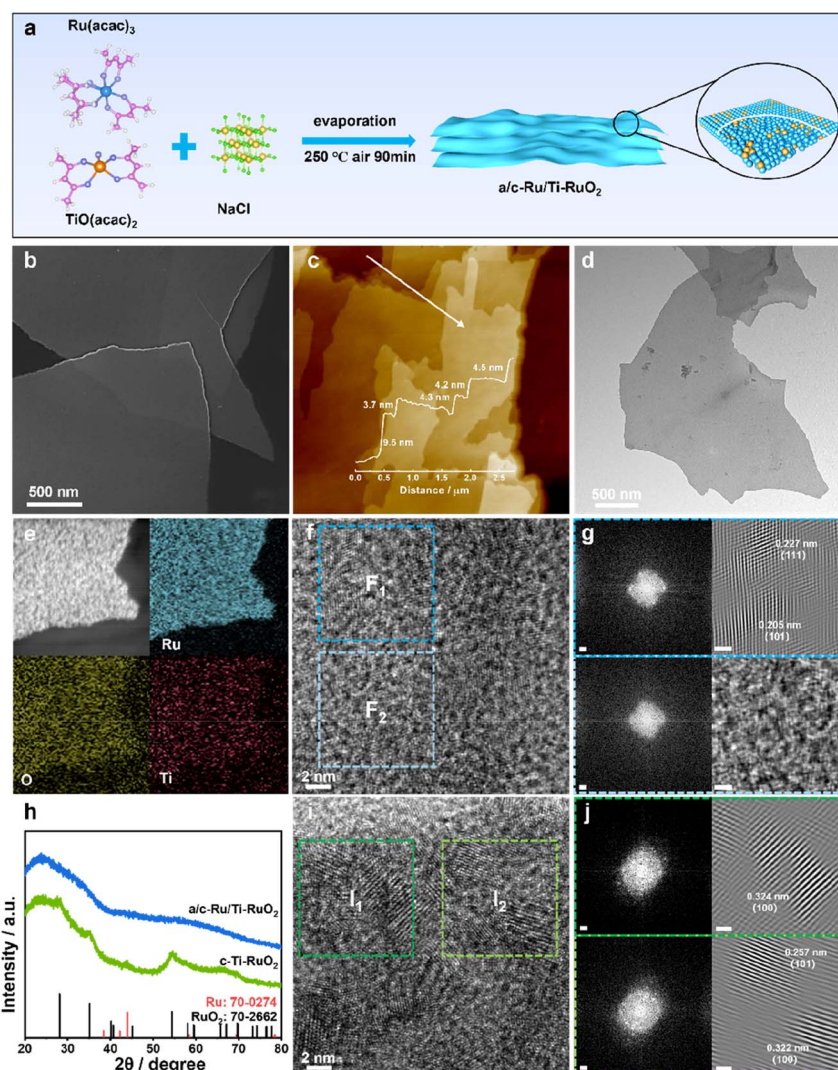 a
Ru(acac)₃
TiO(acac)₂
NaCl
evaporation
250 ℃ air 90min
a/c-Ru/Ti-RuO₂
b
500 nm
c
3.7 nm
9.5 nm
4.3 nm
4.2 nm
4.5 nm
0.0 0.5 1.0 1.5 2.0 2.5
Distance / μm
d
500 nm
e
Ru
O
Ti
f
F₁
F₂
2 nm
g
0.227 nm
(111)
0.205 nm
(101)
h
Intensity / a.u.
a/c-Ru/Ti-RuO₂
c-Ti-RuO₂
Ru: 70-0274
RuO₂: 70-2662
20 30 40 50 60 70 80
2θ / degree
i
I₁
I₂
2 nm
j
0.324 nm
(100)
0.257 nm
(101)
0.322 nm
(100)